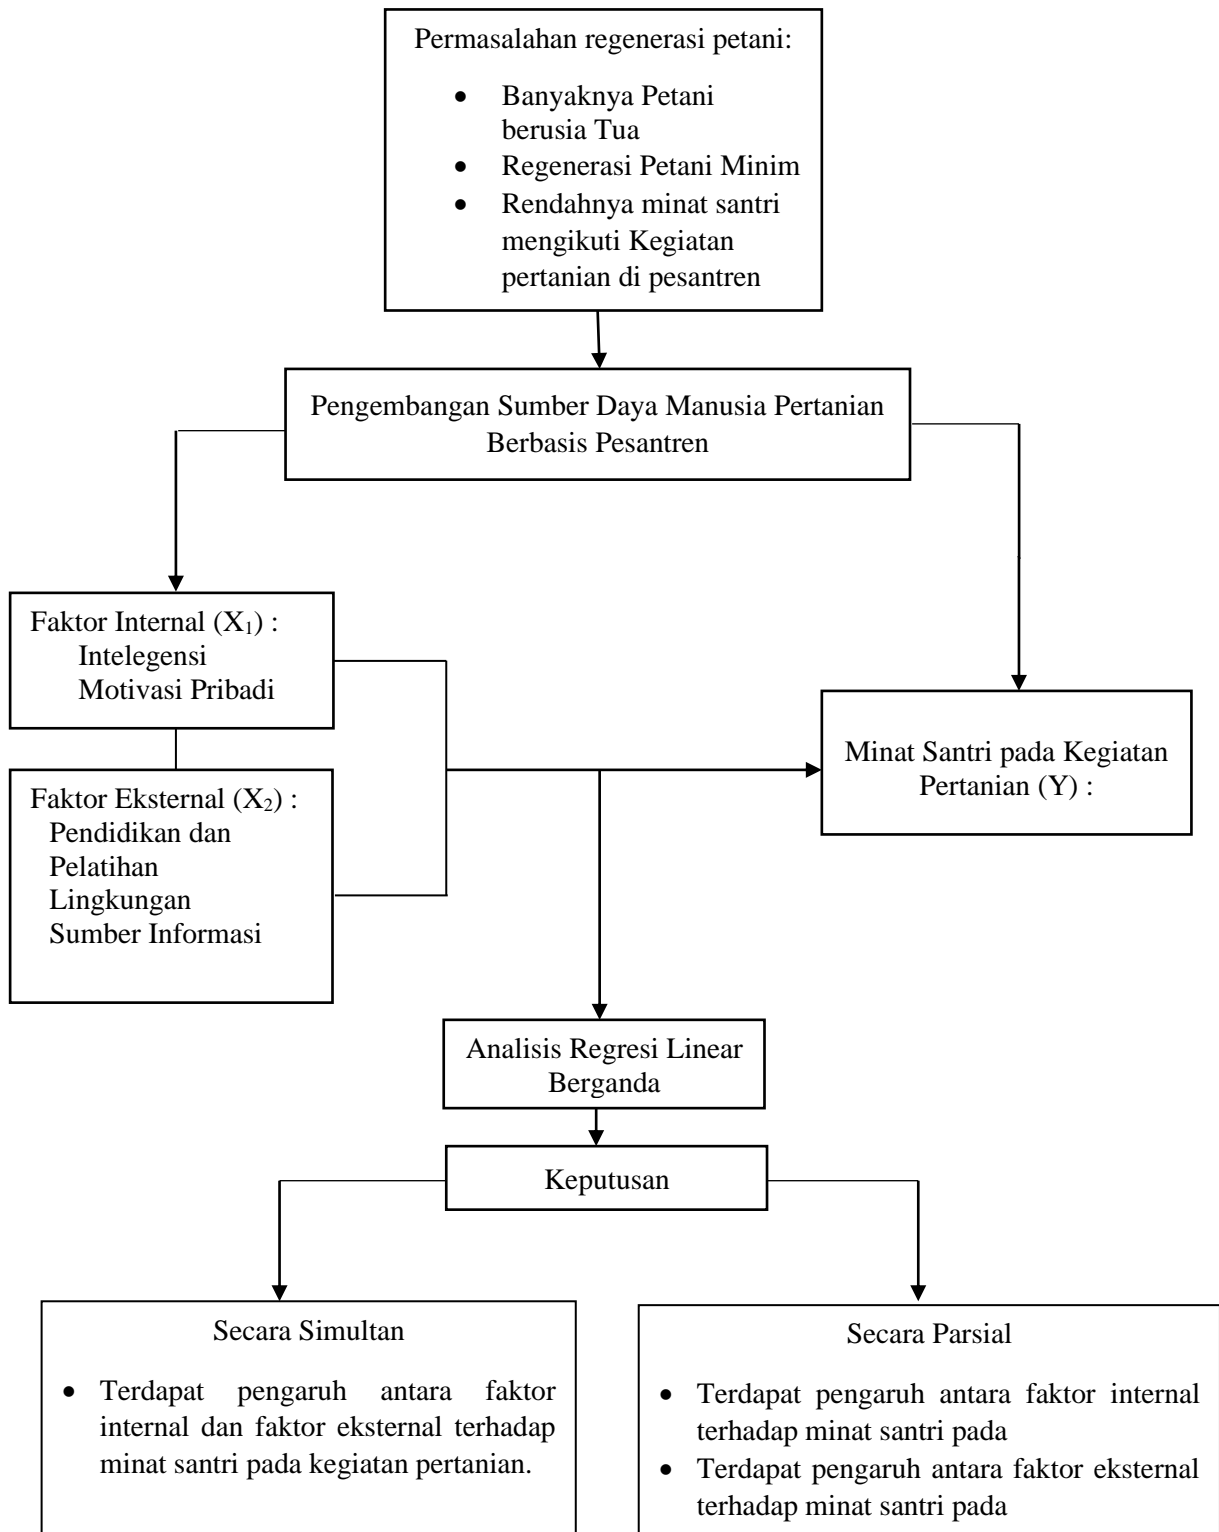 Permasalahan regenerasi petani:
• Banyaknya Petani
berusia Tua
• Regenerasi Petani Minim
• Rendahnya minat santri
mengikuti Kegiatan
pertanian di pesantren
Pengembangan Sumber Daya Manusia Pertanian
Berbasis Pesantren
Faktor Internal (X₁) :
Intelegensi
Motivasi Pribadi
Faktor Eksternal (X₂) :
Pendidikan dan
Pelatihan
Lingkungan
Sumber Informasi
Minat Santri pada Kegiatan
Pertanian (Y) :
Analisis Regresi Linear
Berganda
Keputusan
Secara Simultan
• Terdapat pengaruh antara faktor
internal dan faktor eksternal terhadap
minat santri pada kegiatan pertanian.
Secara Parsial
• Terdapat pengaruh antara faktor internal
terhadap minat santri pada
• Terdapat pengaruh antara faktor eksternal
terhadap minat santri pada